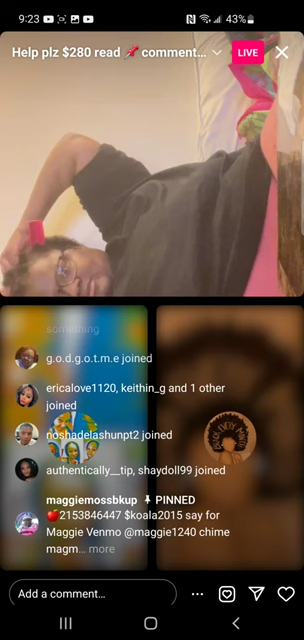 9:23
43%
Help plz $280 read 📌 comment...
LIVE
something
g.o.d.g.o.t.m.e joined
ericalove1120, keithin_g and 1 other
joined
noshadelashunpt2 joined
authentically__tip, shaydoll99 joined
maggiemossbkup 📌 PINNED
🍎2153846447 $koala2015 say for
Maggie Venmo @maggie1240 chime
magm... more
Add a comment...